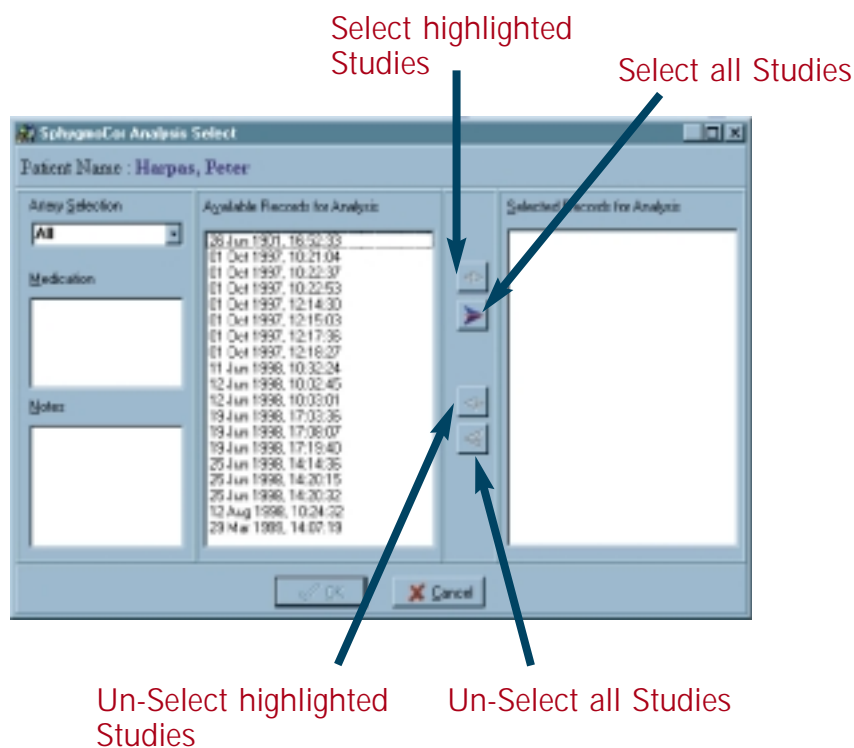 Select highlighted
Studies
Select all Studies
SphygmoCor Analysis Select
Patient Name : Harpas, Peter
Artery Selection
Available Records for Analysis
Selected Records for Analysis
All
Medication
Notes
26 Jun 1901, 16:52:33
01 Oct 1997, 10:21:04
01 Oct 1997, 10:22:37
01 Oct 1997, 10:22:53
01 Oct 1997, 12:14:30
01 Oct 1997, 12:15:03
01 Oct 1997, 12:17:36
01 Oct 1997, 12:18:27
11 Jun 1998, 10:32:24
12 Jun 1998, 10:02:45
12 Jun 1998, 10:03:01
19 Jun 1998, 17:03:36
19 Jun 1998, 17:08:07
19 Jun 1998, 17:19:40
25 Jun 1998, 14:14:36
25 Jun 1998, 14:20:15
25 Jun 1998, 14:20:32
12 Aug 1998, 10:24:32
29 Mar 1999, 14:07:19
OK
Cancel
Un-Select highlighted
Studies
Un-Select all Studies